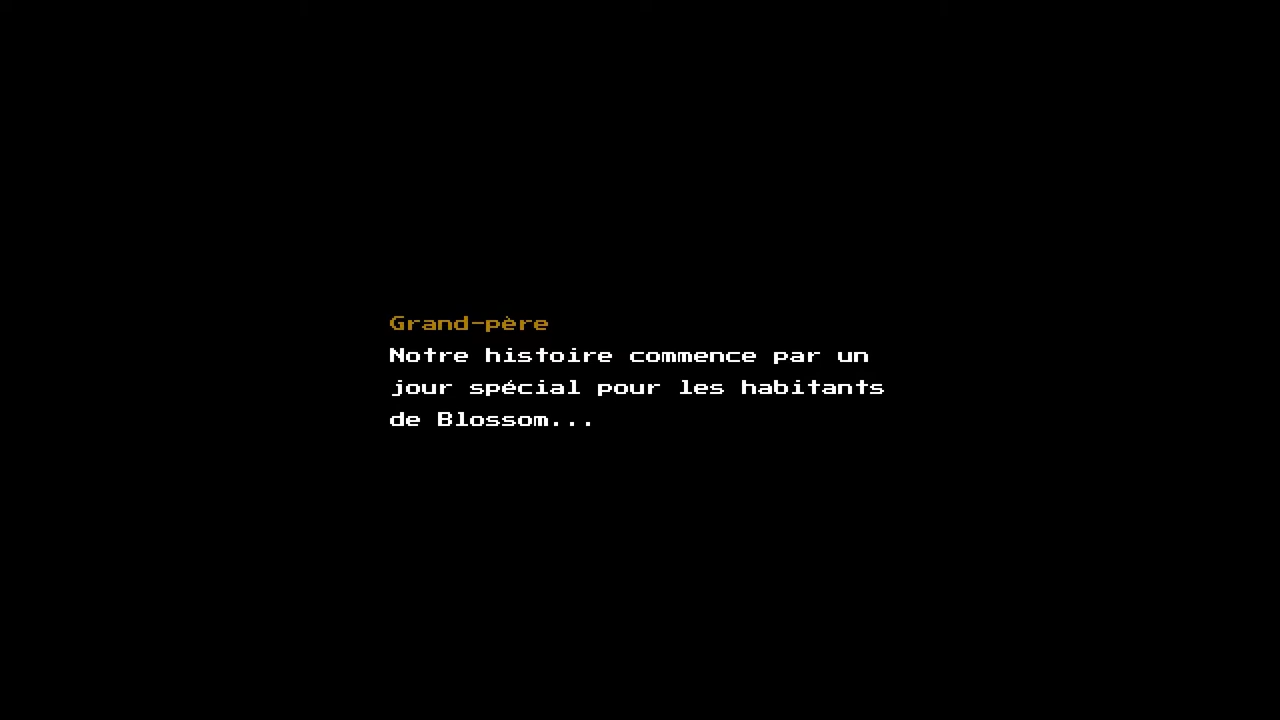 Grand-père
Notre histoire commence par un
jour spécial pour les habitants
de Blossom...